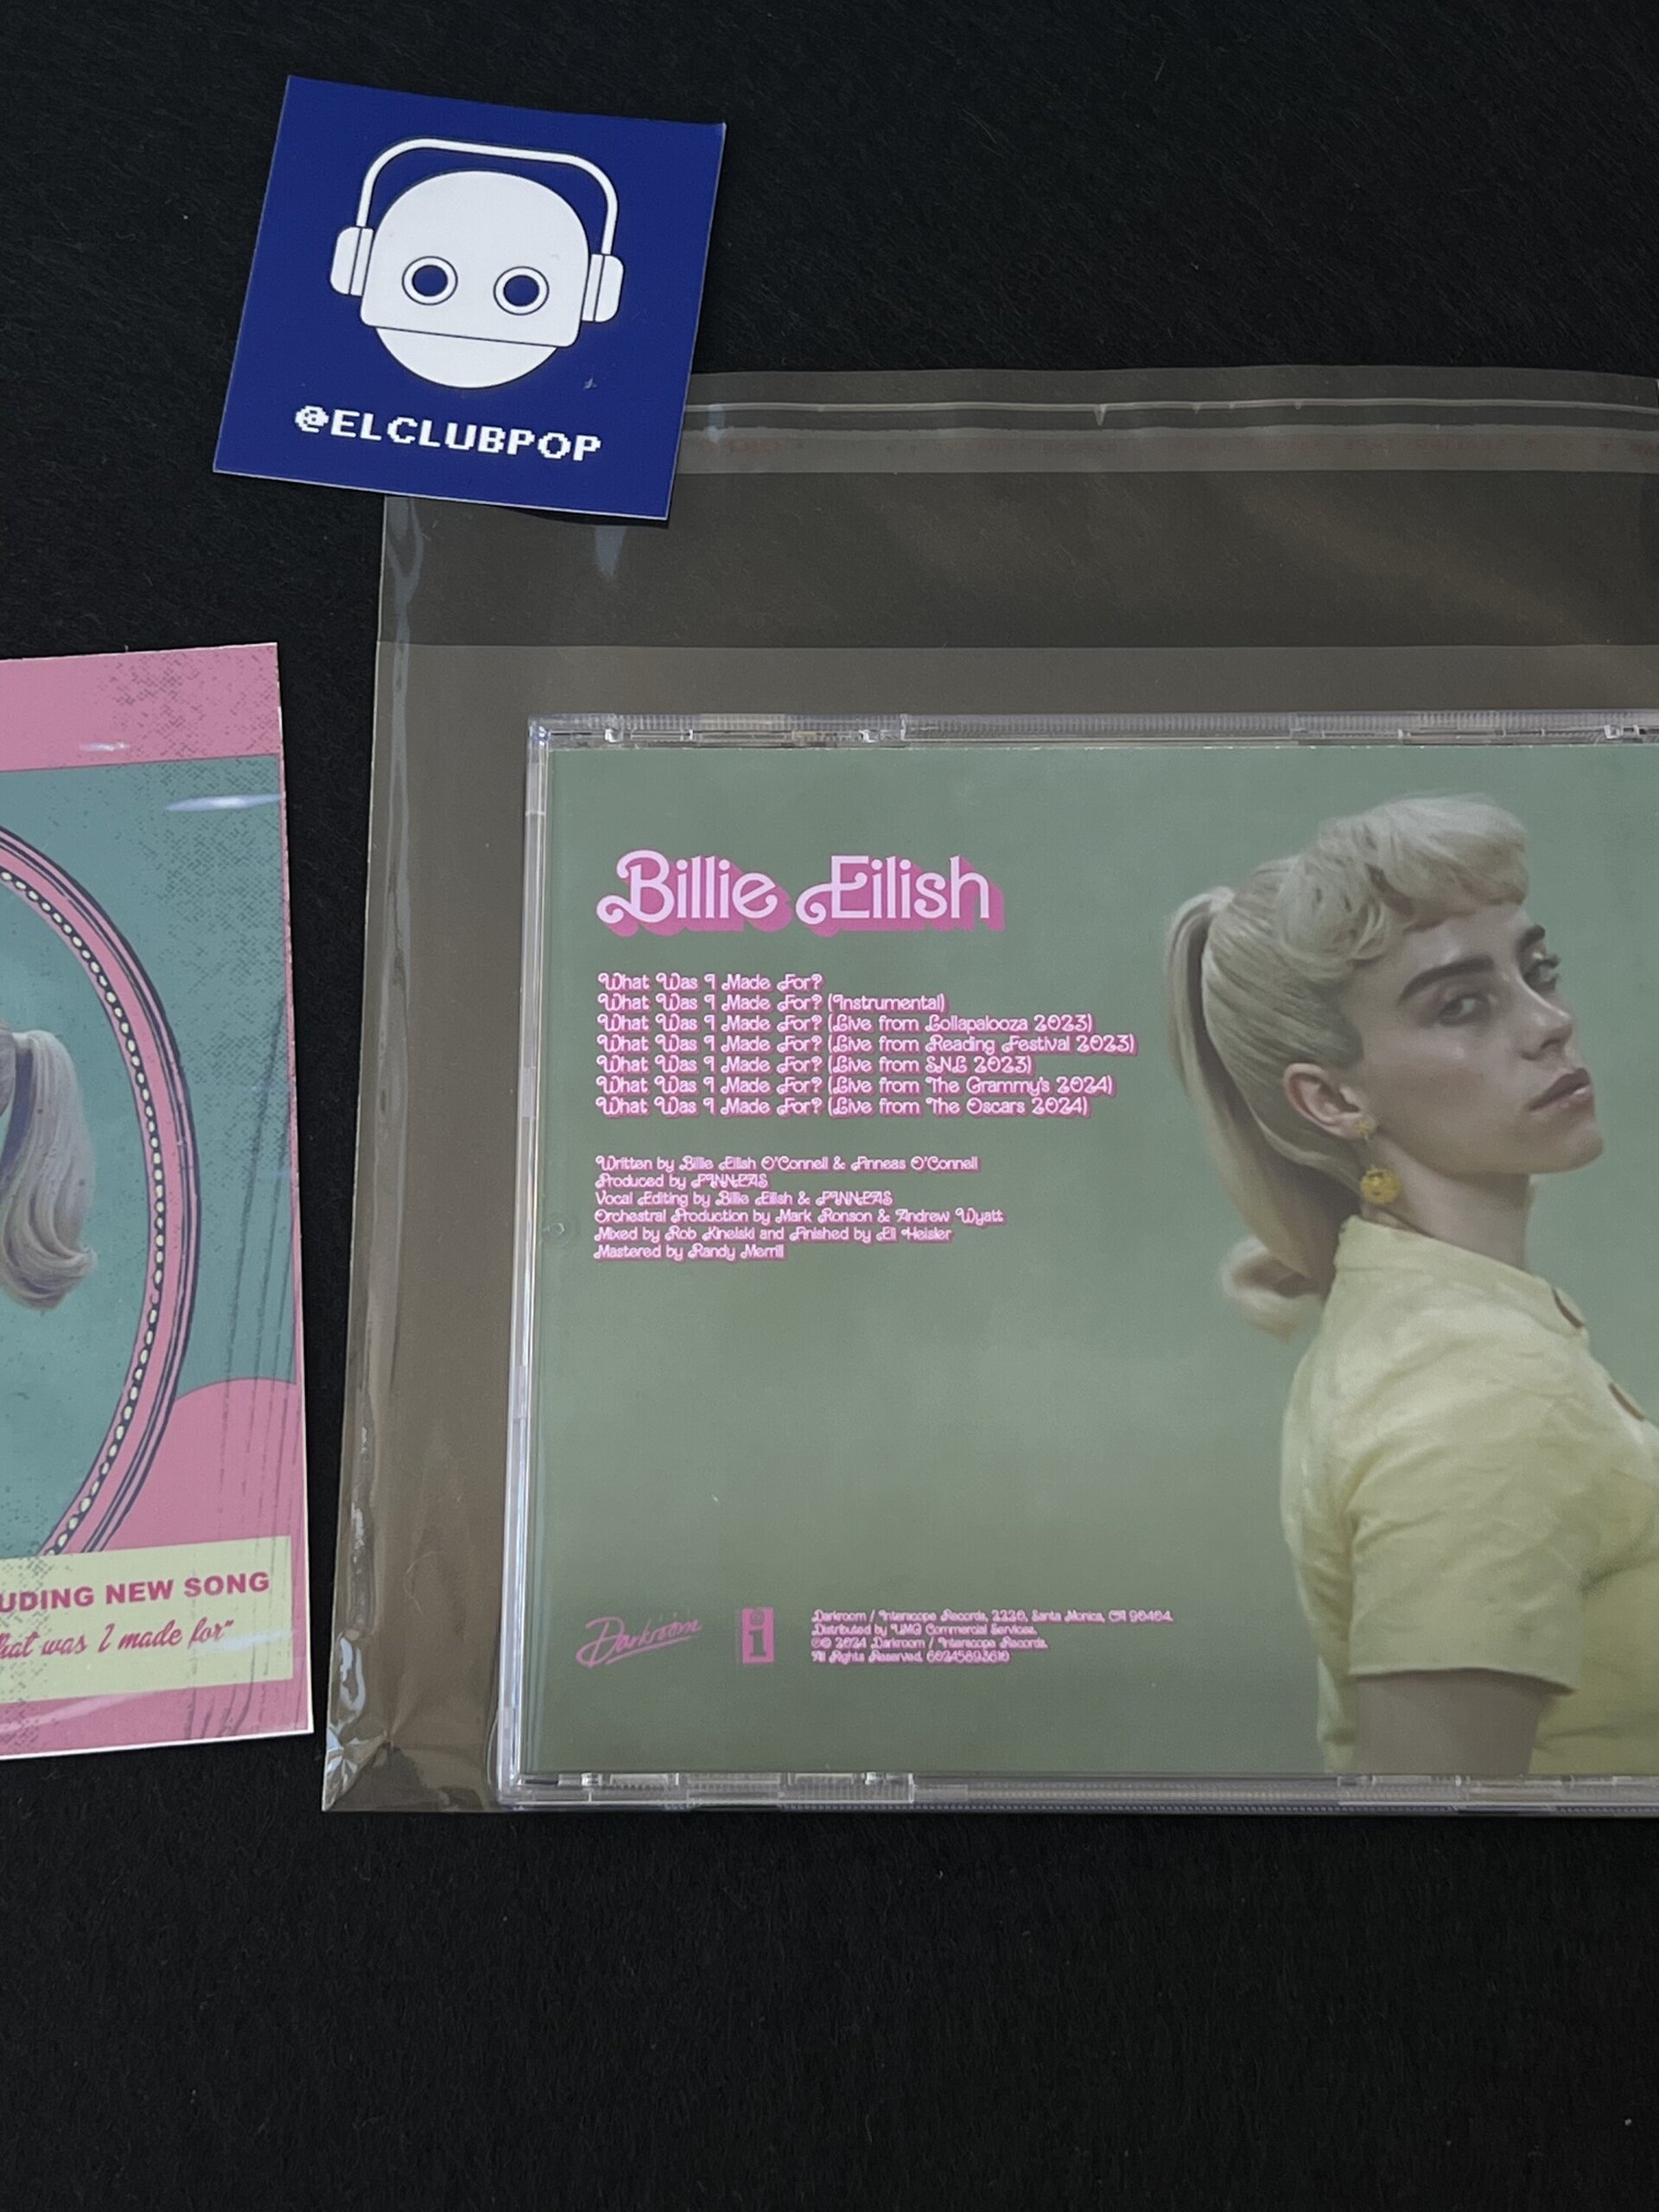 @ELCLUBPOP
Billie Eilish
What Was I Made For?
What Was I Made For? (Instrumental)
What Was I Made For? (Live from Lollapalooza 2023)
What Was I Made For? (Live from Reading Festival 2023)
What Was I Made For? (Live from SNL 2023)
What Was I Made For? (Live from The Grammy's 2024)
What Was I Made For? (Live from The Oscars 2024)
Written by Billie Eilish O'Connell & Finneas O'Connell
Produced by FINNEAS
Vocal Editing by Billie Eilish & FINNEAS
Orchestral Production by Mark Ronson & Andrew Wyatt
Mixed by Rob Kinelski and Finished by Eli Heisler
Mastered by Randy Merrill
UDING NEW SONG
hat was I made for"
Darkroom
i
Darkroom / Interscope Records, 2220, Santa Monica, CA 90404.
Distributed by UMG Commercial Services.
℗© 2024 Darkroom / Interscope Records.
All Rights Reserved. 60245893610